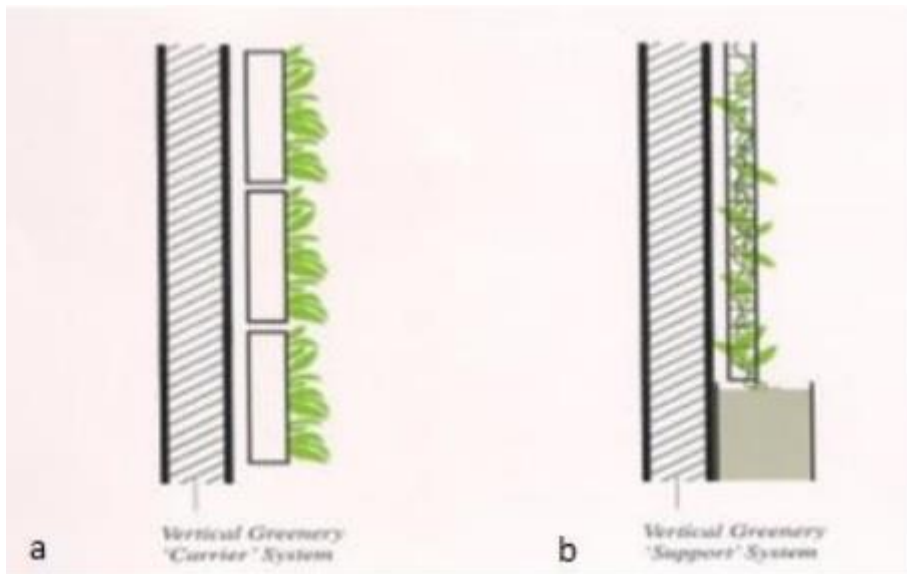 a
Vertical Greenery
'Carrier' System
b
Vertical Greenery
'Support' System